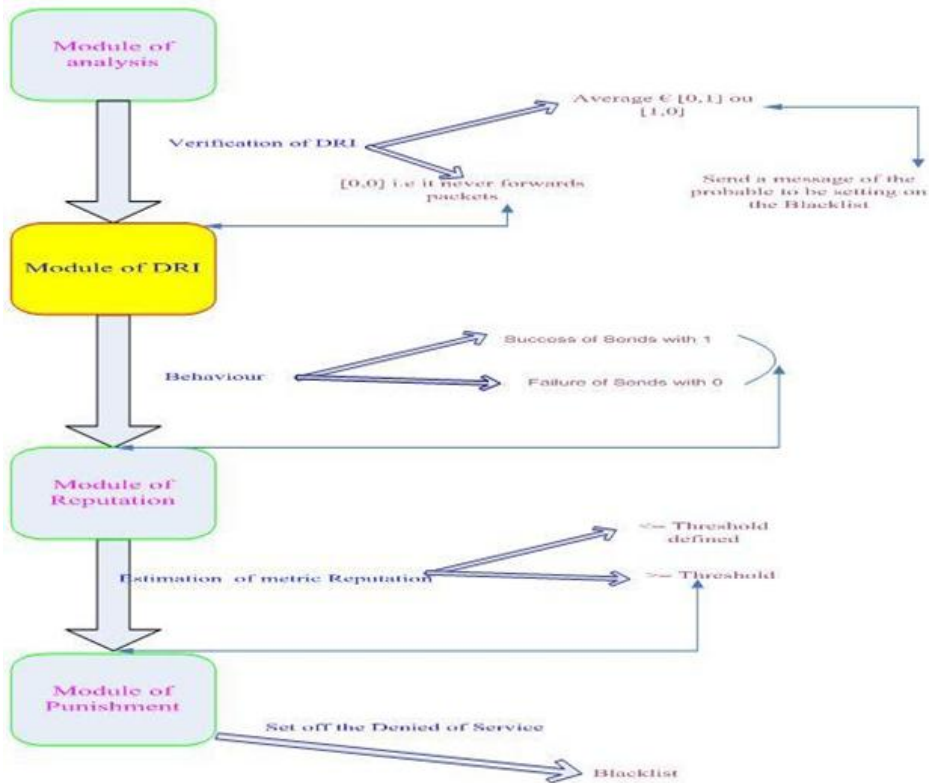 Module of
analysis
Average € [0,1] ou
[1,0]
Verification of DRI
[0,0] i.e it never forwards
packets
Send a message of the
probable to be setting on
the Blacklist
Module of DRI
Success of Sonds with 1
Behaviour
Failure of Sonds with 0
Module of
Reputation
<= Threshold
defined
Estimation of metric Reputation
>= Threshold
Module of
Punishment
Set off the Denied of Service
Blacklist